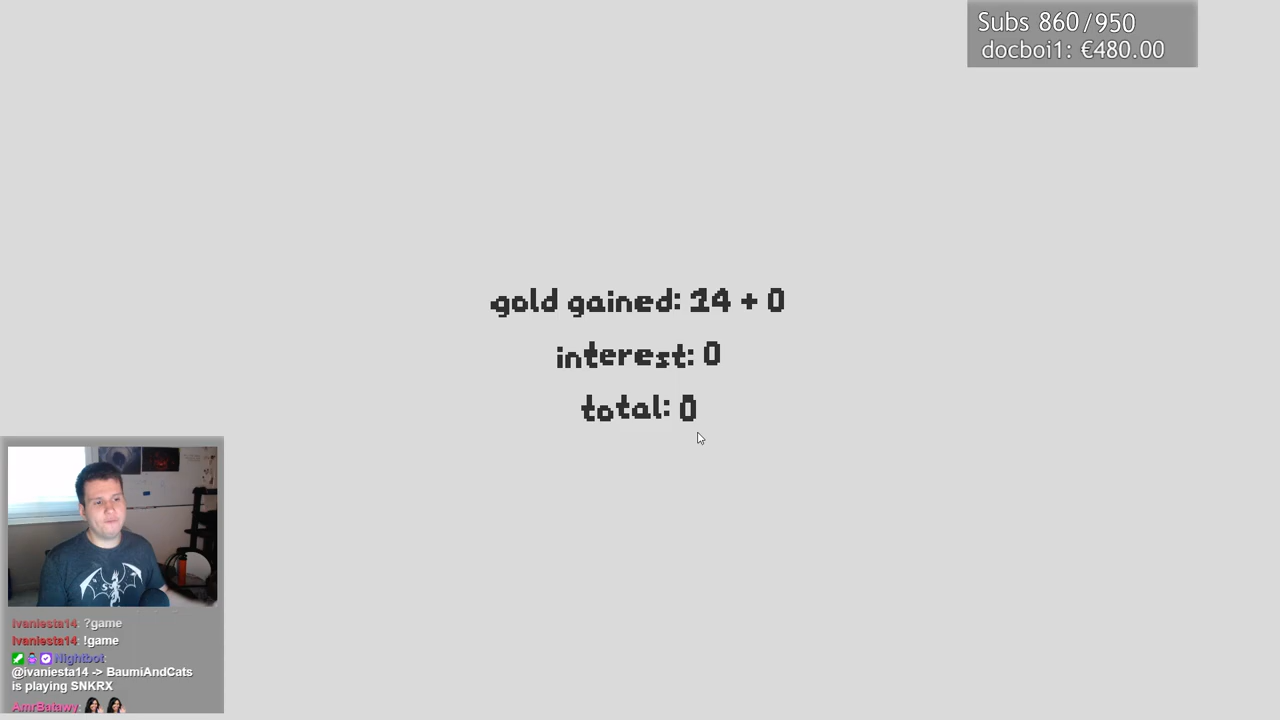 Subs 860/950
docboi1: €480.00
gold gained: 14 + 0
interest: 0
total: 0
Ivaniesta14: ?game
Ivaniesta14: !game
Nightbot:
@ivaniesta14 -> BaumiAndCats
is playing SNKRX
AmrBatawy: